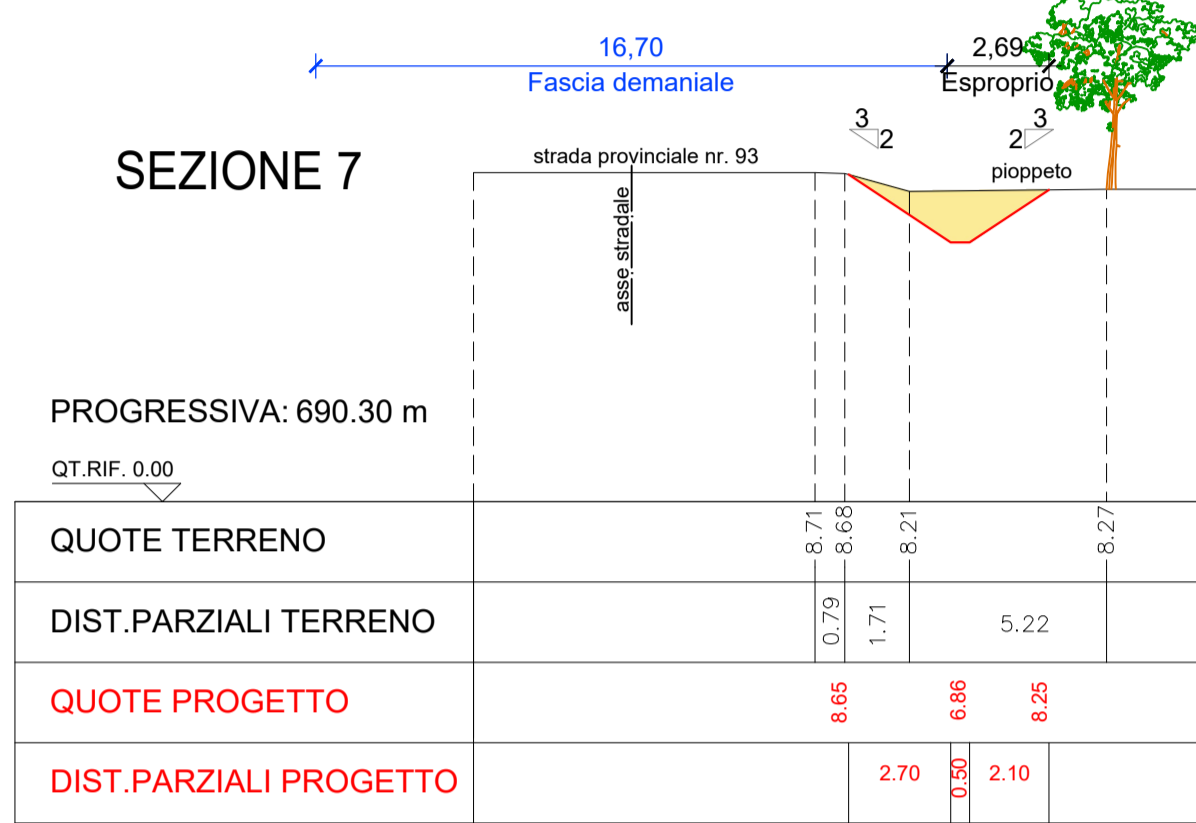 16,70
2,69
Fascia demaniale
Esproprio
3
2
3
2
SEZIONE 7
strada provinciale nr. 93
pioppeto
asse stradale
PROGRESSIVA: 690.30 m
QT.RIF. 0.00
QUOTE TERRENO
8.71
8.68
8.21
8.27
DIST.PARZIALI TERRENO
0.79
1.71
5.22
QUOTE PROGETTO
8.65
6.86
8.25
DIST.PARZIALI PROGETTO
2.70
0.50
2.10